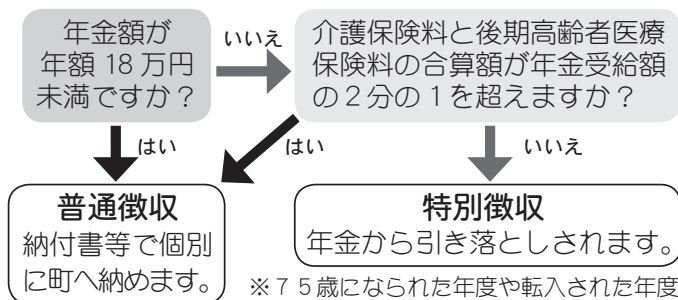 年金額が
年額 18 万円
未満ですか？
いいえ
介護保険料と後期高齢者医療
保険料の合算額が年金受給額
の２分の１を超えますか？
はい
はい
いいえ
普通徴収
納付書等で個別
に町へ納めます。
特別徴収
年金から引き落としされます。
※７５歳になられた年度や転入された年度